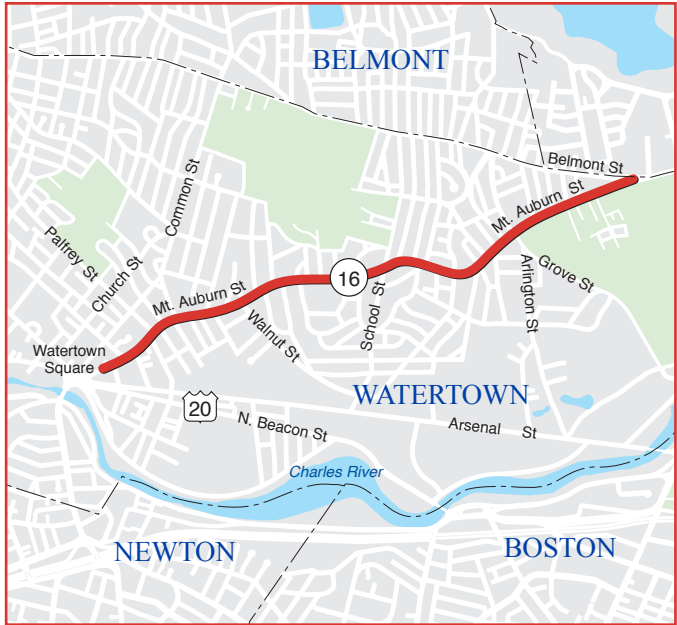 BELMONT
Belmont St
Mt. Auburn St
Common St
Palfrey St
Church St
Grove St
Arlington St
16
Mt. Auburn St
School St
Walnut St
Watertown
Square
WATERTOWN
20
N. Beacon St
Arsenal St
Charles River
NEWTON
BOSTON